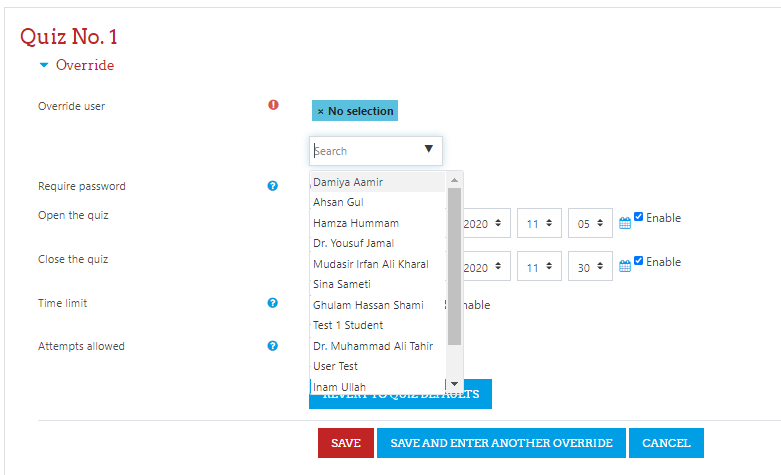 Quiz No. 1
Override
Override user
× No selection
Search
Damiya Aamir
Ahsan Gul
Hamza Hummam
Dr. Yousuf Jamal
Mudasir Irfan Ali Kharal
Sina Sameti
Ghulam Hassan Shami
Test 1 Student
Dr. Muhammad Ali Tahir
User Test
Inam Ullah
Require password
Open the quiz
2020 11 05 Enable
Close the quiz
2020 11 30 Enable
Time limit
Attempts allowed
REVERT TO QUIZ DEFAULTS
SAVE SAVE AND ENTER ANOTHER OVERRIDE CANCEL